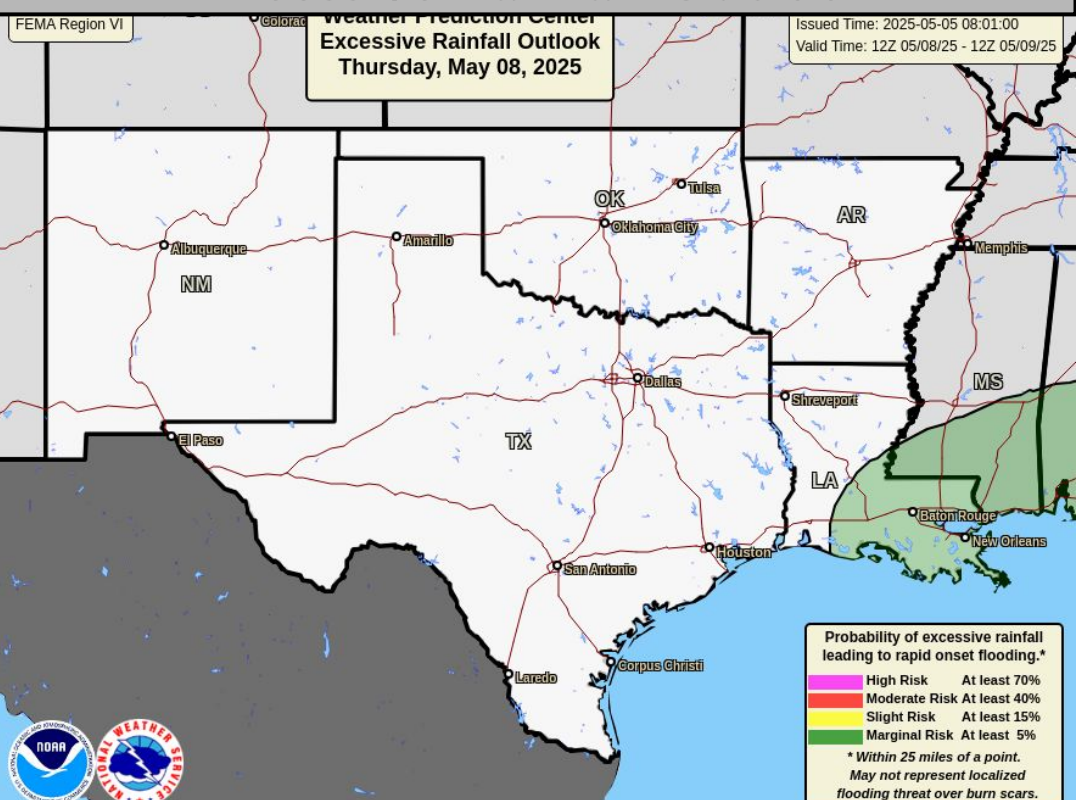 FEMA Region VI
Weather Prediction Center
Excessive Rainfall Outlook
Thursday, May 08, 2025
Issued Time: 2025-05-05 08:01:00
Valid Time: 12Z 05/08/25 - 12Z 05/09/25
Colorad
Tulsa
OK
Oklahoma City
AR
Albuquerque
Amarillo
Memphis
NM
Dallas
MS
Shreveport
El Paso
TX
LA
Baton Rouge
New Orleans
Houston
San Antonio
Corpus Christi
Laredo
Probability of excessive rainfall
leading to rapid onset flooding.*
High Risk At least 70%
Moderate Risk At least 40%
Slight Risk At least 15%
Marginal Risk At least 5%
* Within 25 miles of a point.
May not represent localized
flooding threat over burn scars.
NOAA
NATIONAL WEATHER SERVICE